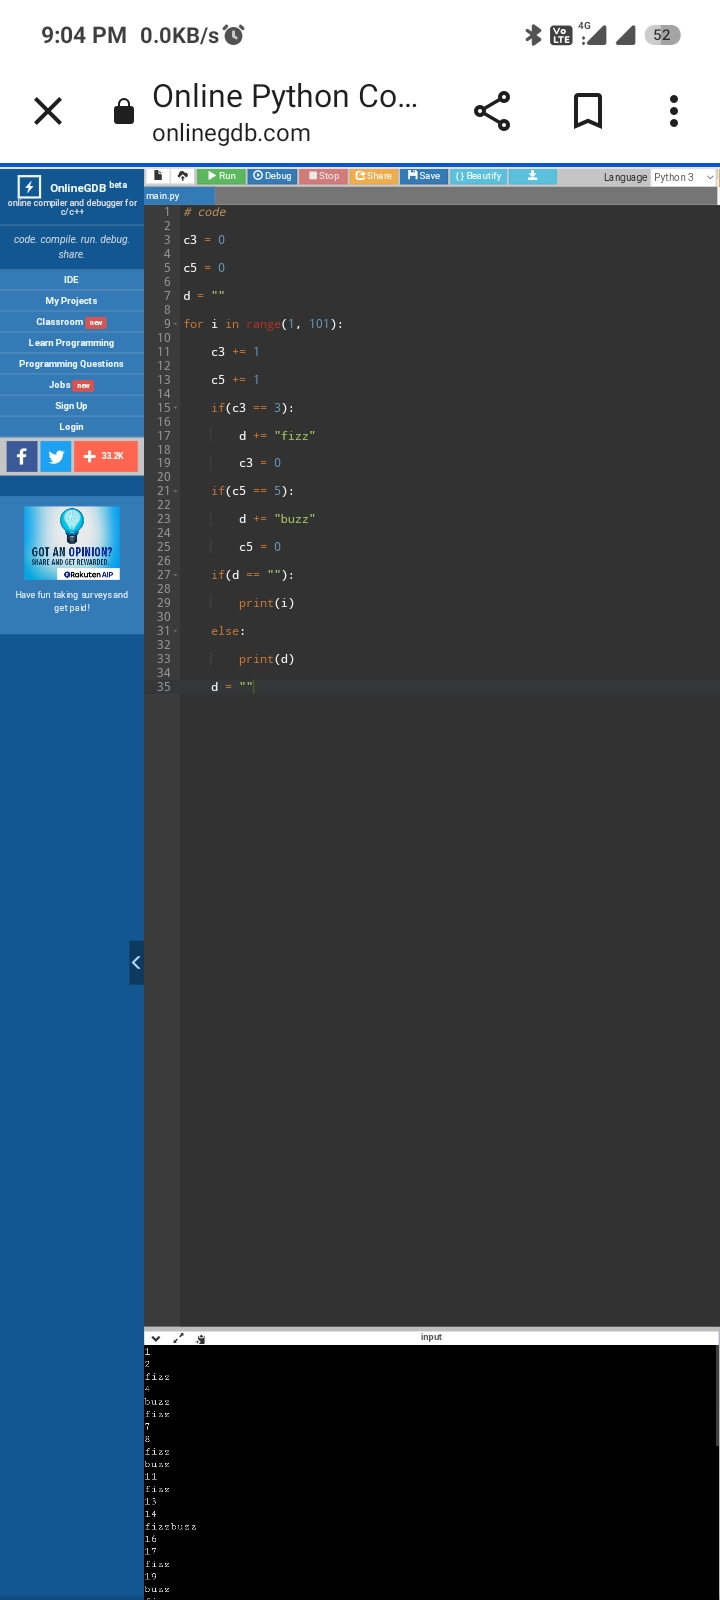 9:04 PM 0.0KB/s
Vo LTE 4G 52
Online Python Co...
onlinegdb.com
OnlineGDB beta
online compiler and debugger for
c/c++
code. compile. run. debug.
share.
IDE
My Projects
Classroom new
Learn Programming
Programming Questions
Jobs new
Sign Up
Login
f + 33.2K
GOT AN OPINION?
SHARE AND GET REWARDED.
Rakuten AIP
Have fun taking surveys and
get paid!
Run Debug Stop Share Save {} Beautify Language Python 3
main.py
1 # code
2
3 c3 = 0
4
5 c5 = 0
6
7 d = ""
8
9 for i in range(1, 101):
10
11 c3 += 1
12
13 c5 += 1
14
15 if(c3 == 3):
16
17 d += "fizz"
18
19 c3 = 0
20
21 if(c5 == 5):
22
23 d += "buzz"
24
25 c5 = 0
26
27 if(d == ""):
28
29 print(i)
30
31 else:
32
33 print(d)
34
35 d = ""
input
1
2
fizz
4
buzz
fizz
7
8
fizz
buzz
11
fizz
13
14
fizzbuzz
16
17
fizz
19
buzz